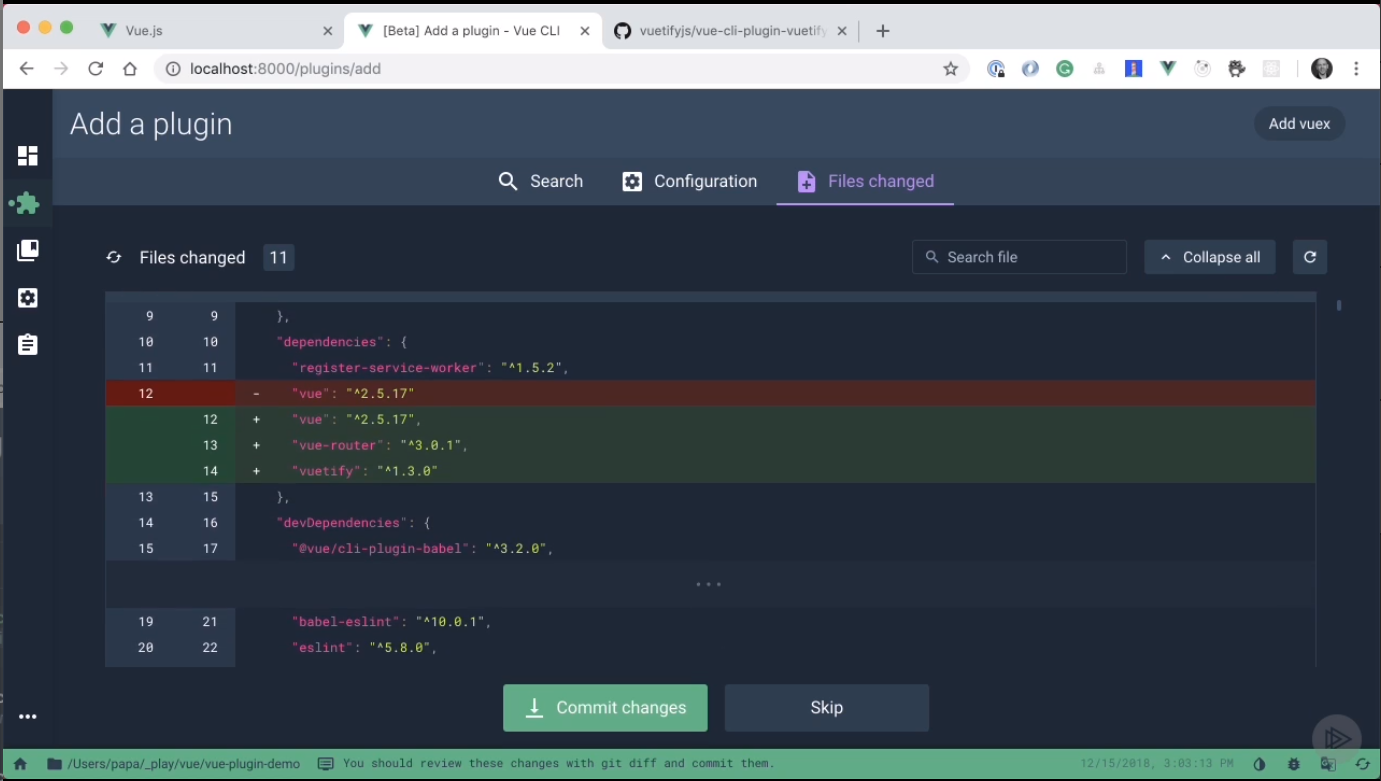 Vue.js
[Beta] Add a plugin - Vue CLI
vuetifyjs/vue-cli-plugin-vuetify
localhost:8000/plugins/add
Add a plugin
Add vuex
Search
Configuration
Files changed
Files changed 11
Search file
Collapse all
9 9 },
10 10 "dependencies": {
11 11 "register-service-worker": "^1.5.2",
12 - "vue": "^2.5.17"
12 + "vue": "^2.5.17",
13 + "vue-router": "^3.0.1",
14 + "vuetify": "^1.3.0"
13 15 },
14 16 "devDependencies": {
15 17 "@vue/cli-plugin-babel": "^3.2.0",
...
19 21 "babel-eslint": "^10.0.1",
20 22 "eslint": "^5.8.0",
Commit changes
Skip
/Users/papa/_play/vue/vue-plugin-demo
You should review these changes with git diff and commit them.
12/15/2018, 3:03:13 PM